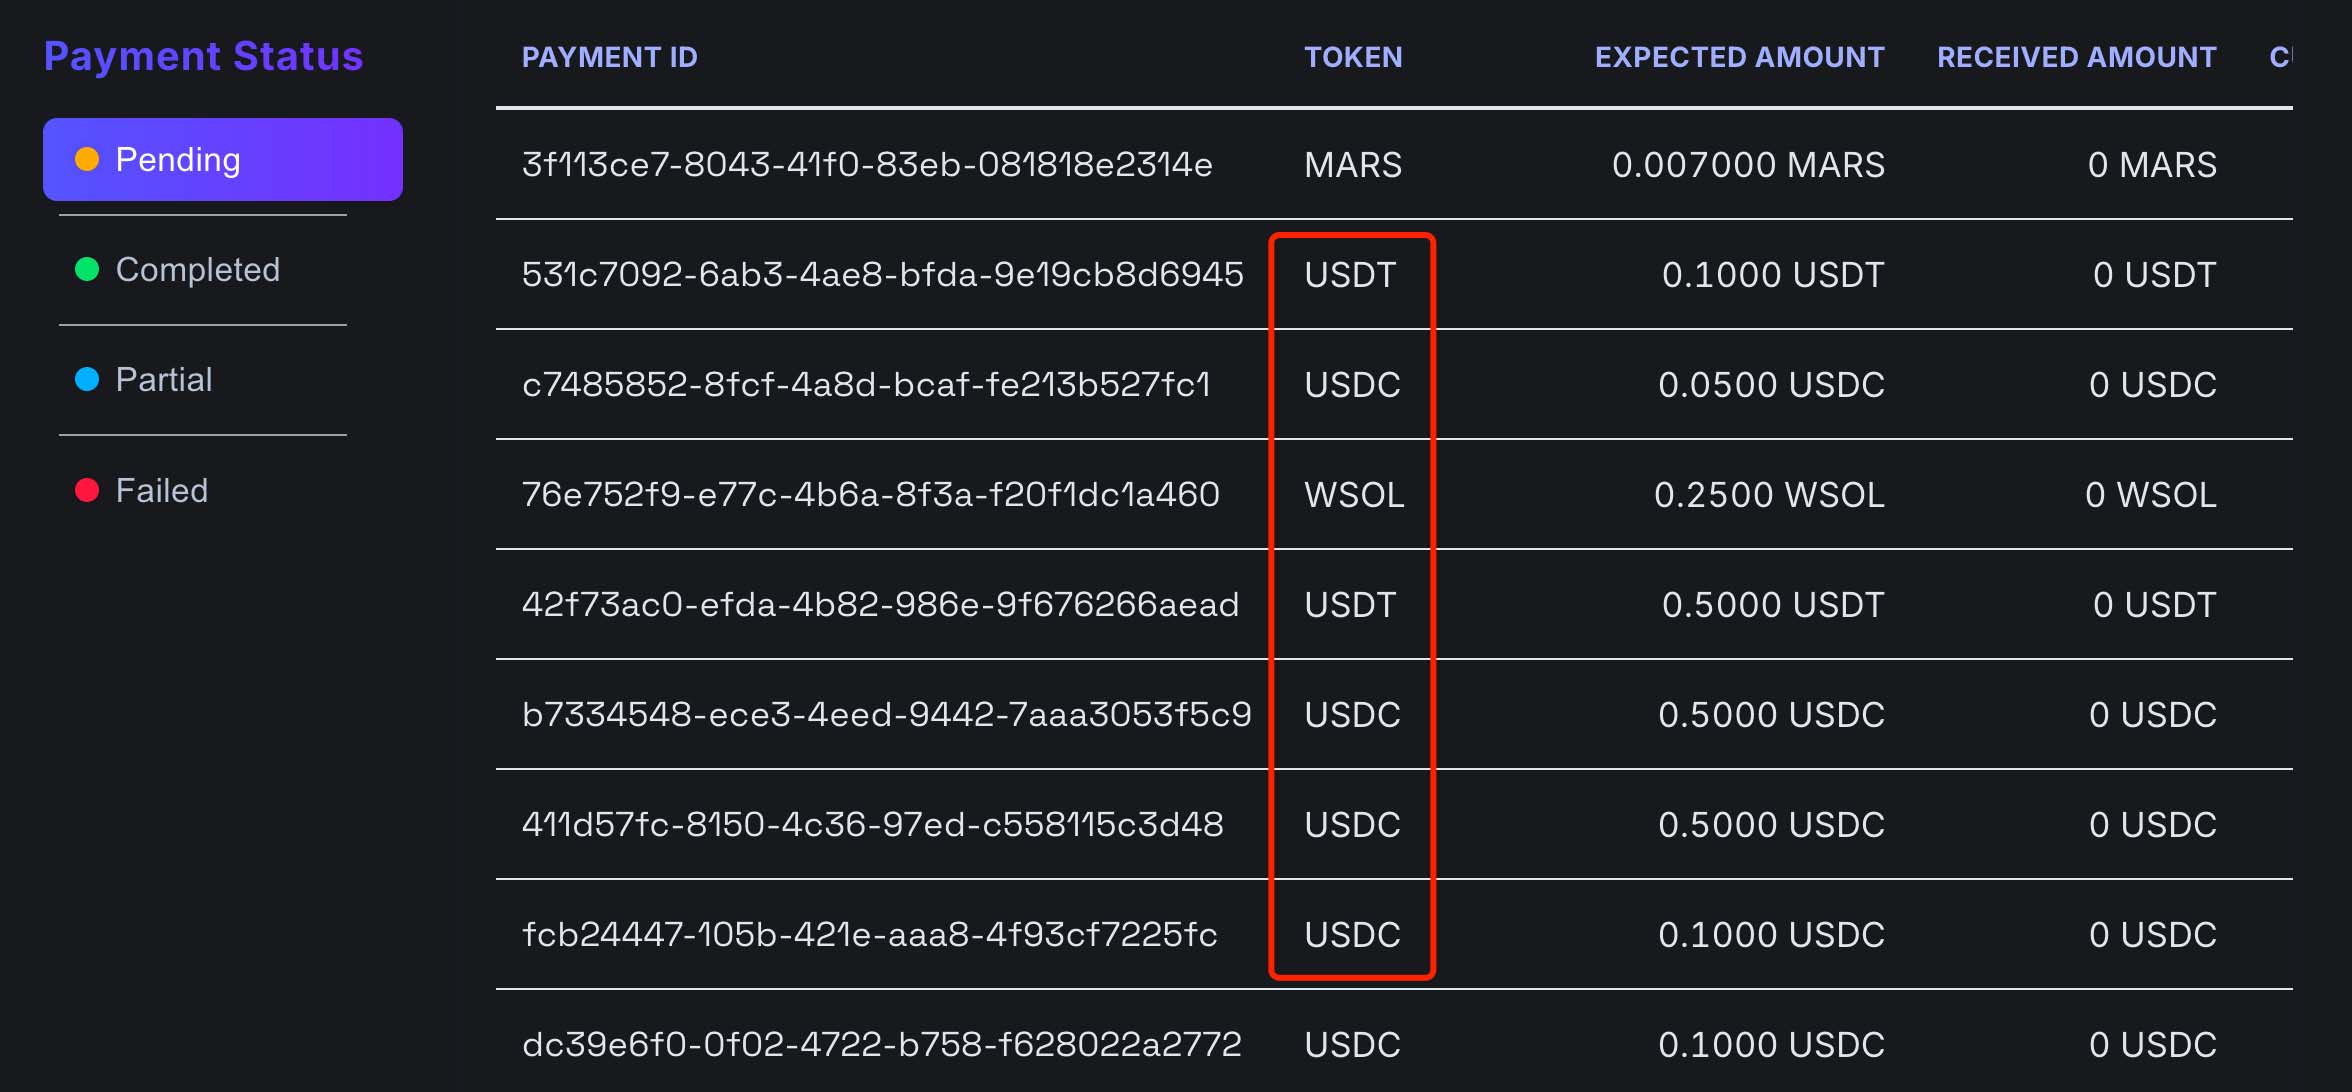 Payment Status
Pending
Completed
Partial
Failed
PAYMENT ID TOKEN EXPECTED AMOUNT RECEIVED AMOUNT
3f113ce7-8043-41f0-83eb-081818e2314e MARS 0.007000 MARS 0 MARS
531c7092-6ab3-4ae8-bfda-9e19cb8d6945 USDT 0.1000 USDT 0 USDT
c7485852-8fcf-4a8d-bcaf-fe213b527fc1 USDC 0.0500 USDC 0 USDC
76e752f9-e77c-4b6a-8f3a-f20f1dc1a460 WSOL 0.2500 WSOL 0 WSOL
42f73ac0-efda-4b82-986e-9f676266aead USDT 0.5000 USDT 0 USDT
b7334548-ece3-4eed-9442-7aaa3053f5c9 USDC 0.5000 USDC 0 USDC
411d57fc-8150-4c36-97ed-c558115c3d48 USDC 0.5000 USDC 0 USDC
fcb24447-105b-421e-aaa8-4f93cf7225fc USDC 0.1000 USDC 0 USDC
dc39e6f0-0f02-4722-b758-f628022a2772 USDC 0.1000 USDC 0 USDC